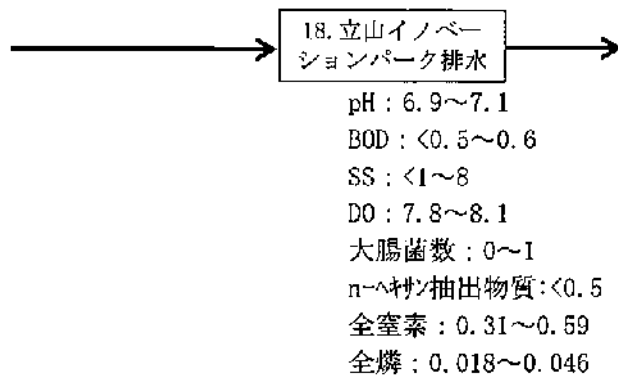 18.立山イノベー
ションパーク排水
pH：6.9～7.1
BOD：<0.5～0.6
SS：<1～8
DO：7.8～8.1
大腸菌数：0～1
n-ヘキサン抽出物質：<0.5
全窒素：0.31～0.59
全燐：0.018～0.046